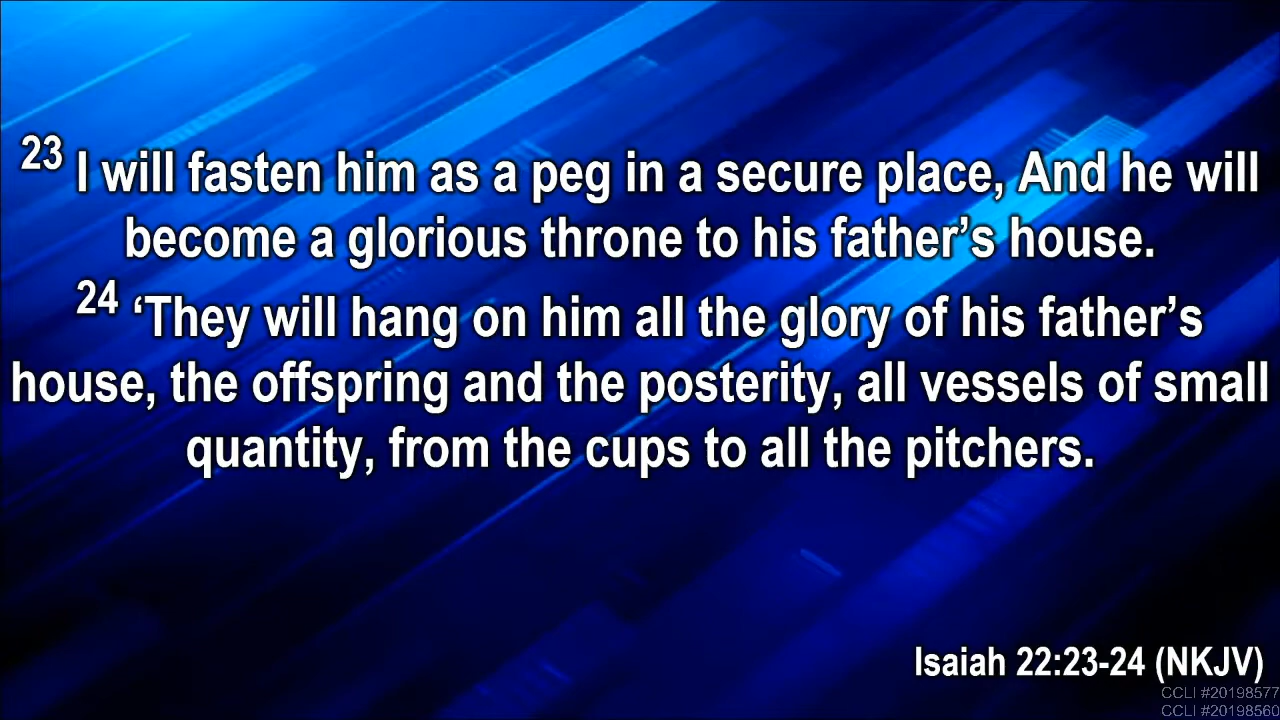 23 I will fasten him as a peg in a secure place, And he will
become a glorious throne to his father’s house.
24 ‘They will hang on him all the glory of his father’s
house, the offspring and the posterity, all vessels of small
quantity, from the cups to all the pitchers.
Isaiah 22:23-24 (NKJV)
CCLI #20198577
CCLI #20198560